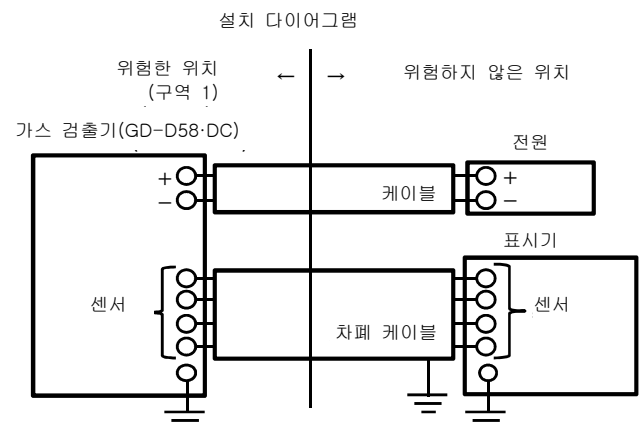 설치 다이어그램
위험한 위치
(구역 1)
← →
위험하지 않은 위치
가스 검출기(GD-D58·DC)
전원
+
−
케이블
+
−
표시기
센서
차폐 케이블
센서